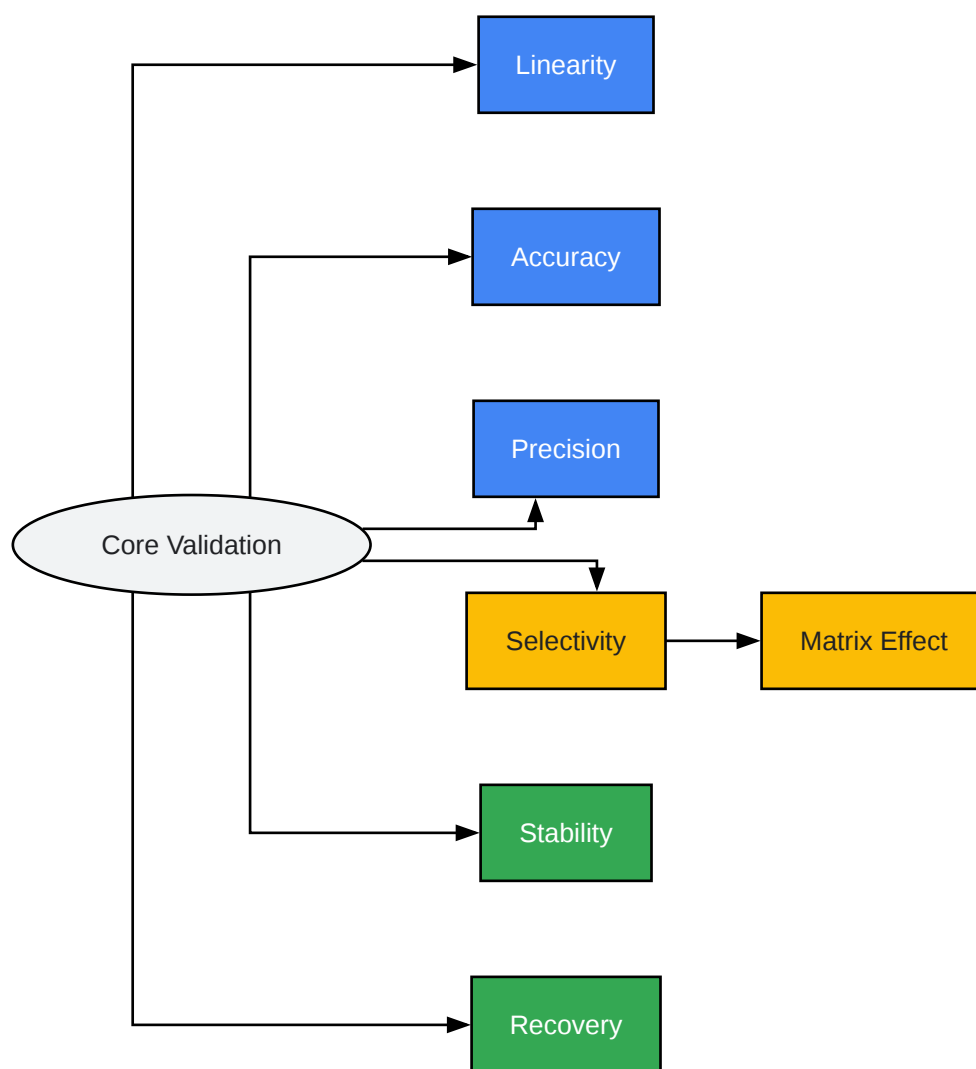 Linearity
Accuracy
Precision
Core Validation
Selectivity
Matrix Effect
Stability
Recovery